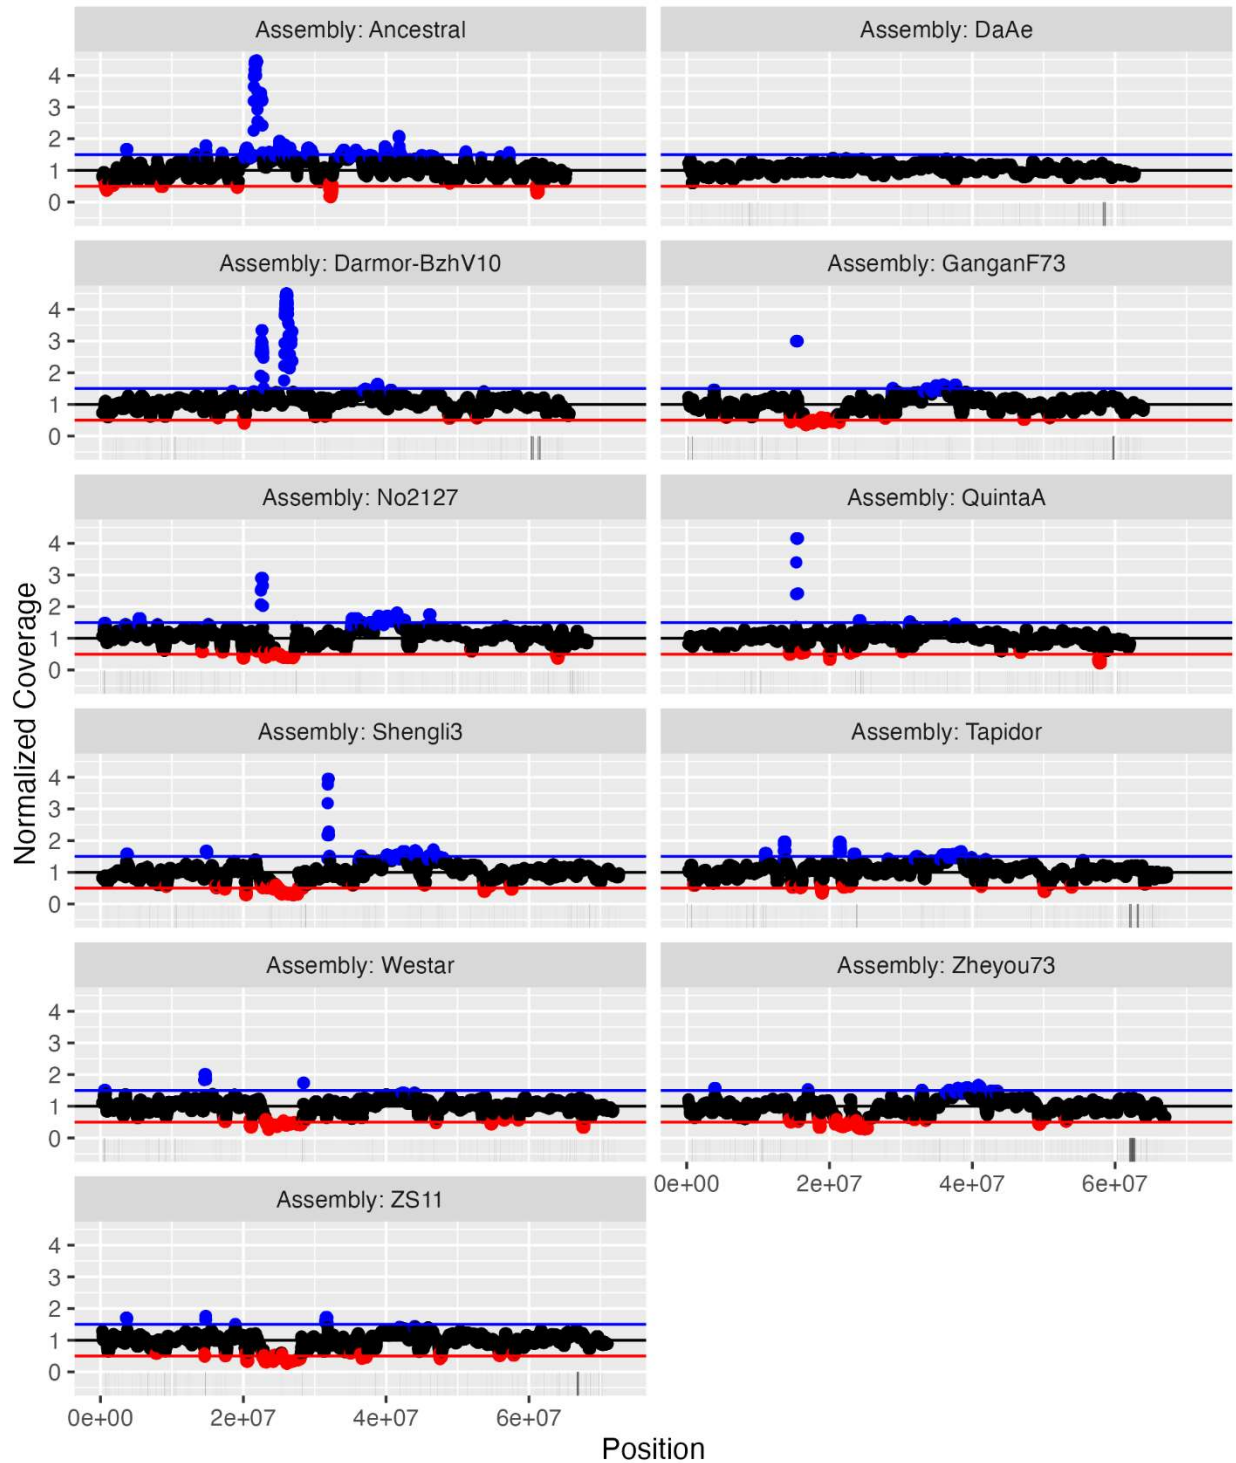 Assembly: Ancestral
Assembly: DaAe
4
3
2
1
0
Assembly: Darmor-BzhV10
Assembly: GanganF73
4
3
2
1
0
Assembly: No2127
Assembly: QuintaA
4
3
2
1
0
Assembly: Shengli3
Assembly: Tapidor
4
3
2
1
0
Assembly: Westar
Assembly: Zheyou73
4
3
2
1
0
0e+00 2e+07 4e+07 6e+07
Assembly: ZS11
4
3
2
1
0
0e+00 2e+07 4e+07 6e+07
Position
Normalized Coverage